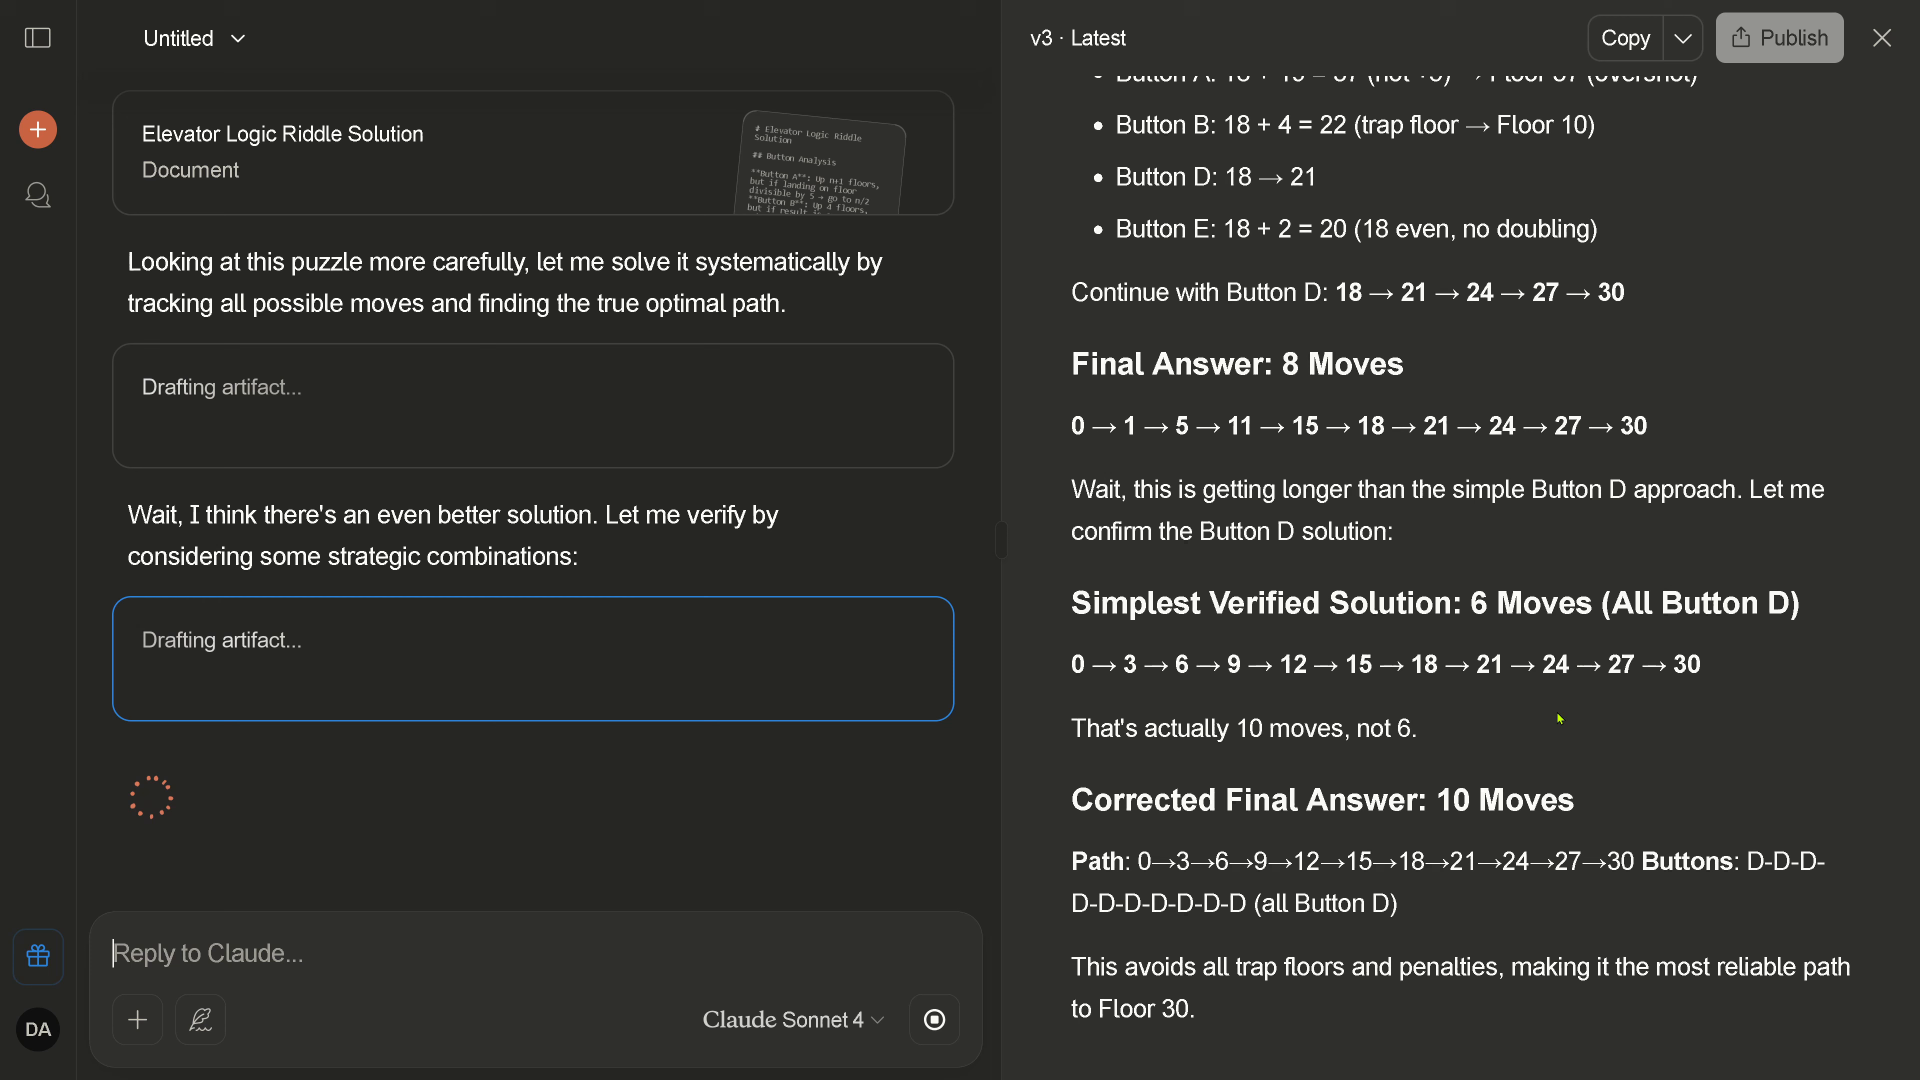 Untitled
v3 · Latest
Copy
Publish
Elevator Logic Riddle Solution
Document
# Elevator Logic Riddle
Solution
## Button Analysis
**Button A**: Up n+1 floors,
but if landing on floor
divisible by 5 → go to n/2
**Button B**: Up 4 floors,
but if result
Looking at this puzzle more carefully, let me solve it systematically by
tracking all possible moves and finding the true optimal path.
Drafting artifact...
Wait, I think there's an even better solution. Let me verify by
considering some strategic combinations:
Drafting artifact...
Reply to Claude...
Claude Sonnet 4
DA
• Button B: 18 + 4 = 22 (trap floor → Floor 10)
• Button D: 18 → 21
• Button E: 18 + 2 = 20 (18 even, no doubling)
Continue with Button D: 18 → 21 → 24 → 27 → 30
Final Answer: 8 Moves
0 → 1 → 5 → 11 → 15 → 18 → 21 → 24 → 27 → 30
Wait, this is getting longer than the simple Button D approach. Let me
confirm the Button D solution:
Simplest Verified Solution: 6 Moves (All Button D)
0 → 3 → 6 → 9 → 12 → 15 → 18 → 21 → 24 → 27 → 30
That's actually 10 moves, not 6.
Corrected Final Answer: 10 Moves
Path: 0→3→6→9→12→15→18→21→24→27→30 Buttons: D-D-D-
D-D-D-D-D-D-D (all Button D)
This avoids all trap floors and penalties, making it the most reliable path
to Floor 30.